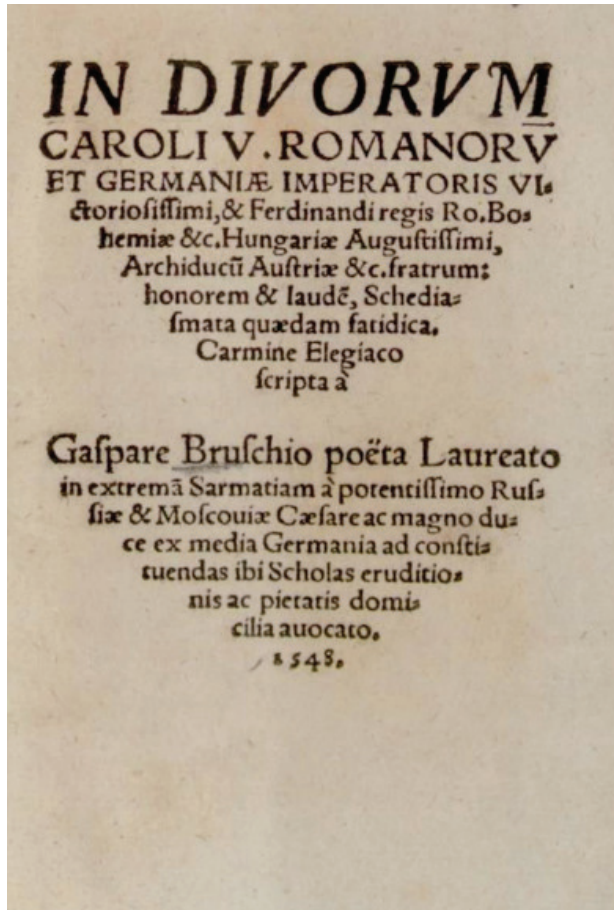 IN DIVORVM
CAROLI V. ROMANORV̄
ET GERMANIÆ IMPERATORIS VI⸗
ctoriosissimi,& Ferdinandi regis Ro.Bo⸗
hemiæ &c.Hungariæ Augustissimi,
Archiducū Austriæ &c.fratrum:
honorem & laudē, Schedia⸗
smata quædam fatidica.
Carmine Elegiaco
scripta à
Gaspare Bruschio poëta Laureato
in extremā Sarmatiam à potentissimo Rus⸗
siæ & Moscouiæ Cæsare ac magno du⸗
ce ex media Germania ad consti⸗
tuendas ibi Scholas eruditio⸗
nis ac pietatis domi⸗
cilia auocato.
1548.